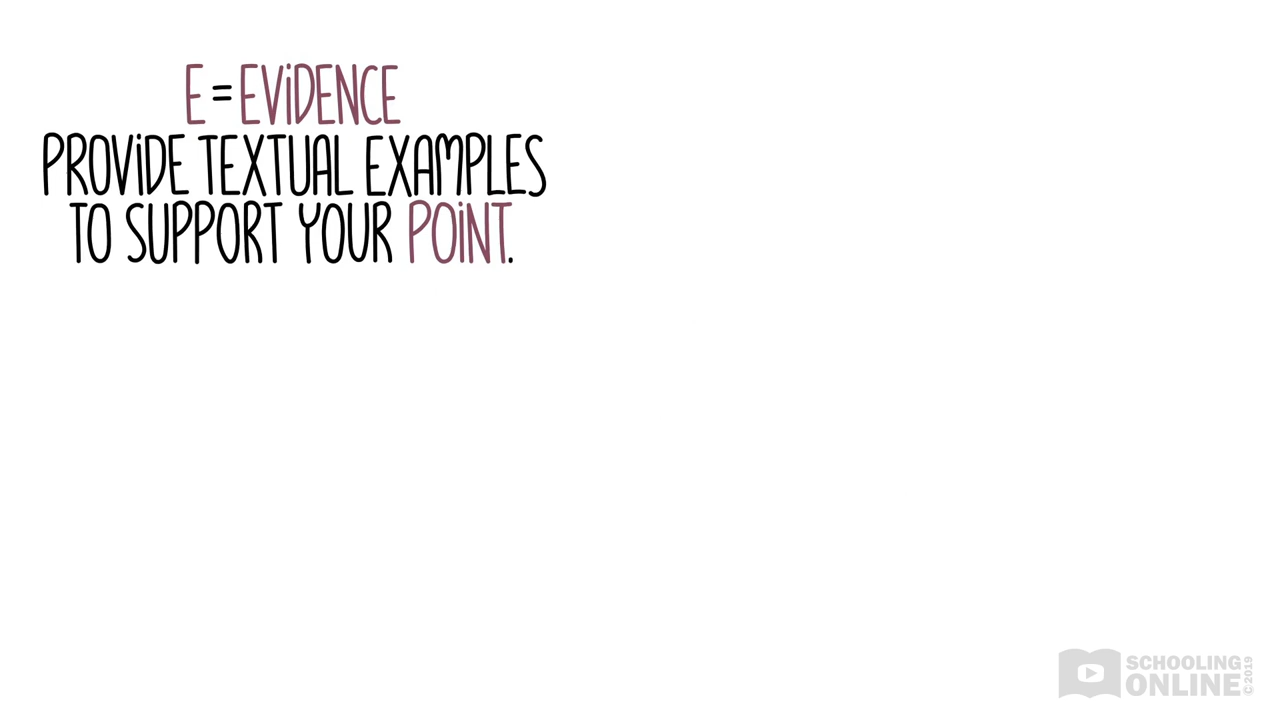 E = EViDENCE
PROViDE TEXTUAL EXAMPLES
TO SUPPORT YOUR POiNT.
SCHOOLING
ONLINE
© 2019